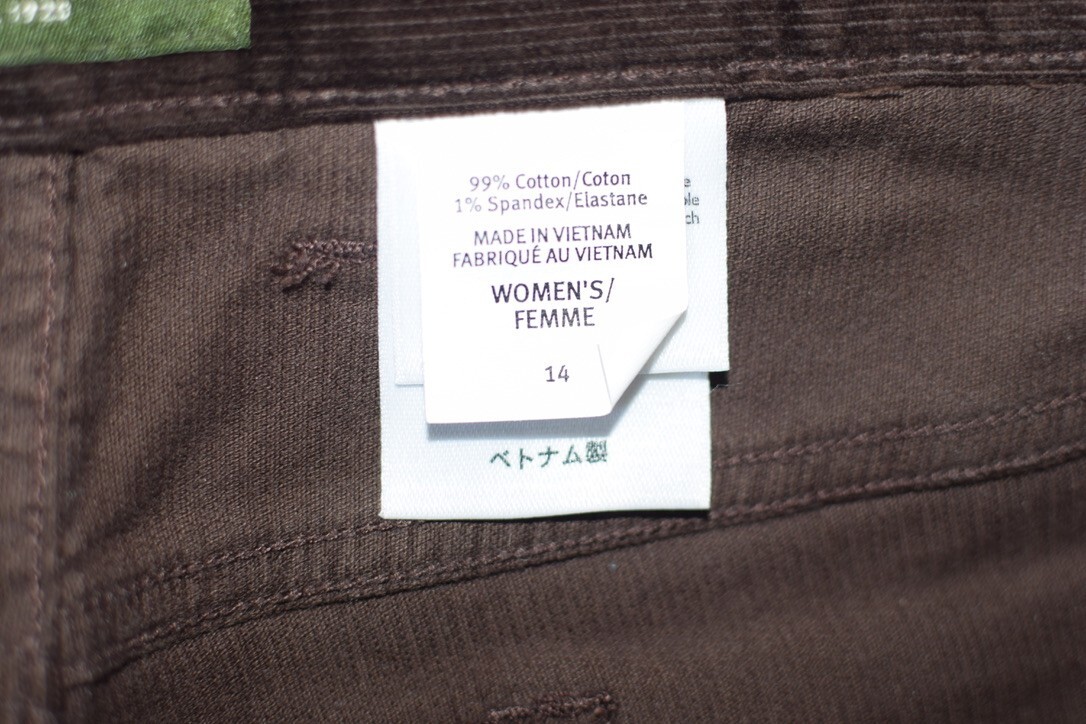 1928
99% Cotton/Coton
1% Spandex/Elastane
MADE IN VIETNAM
FABRIQUÉ AU VIETNAM
WOMEN'S/
FEMME
14
ベトナム製